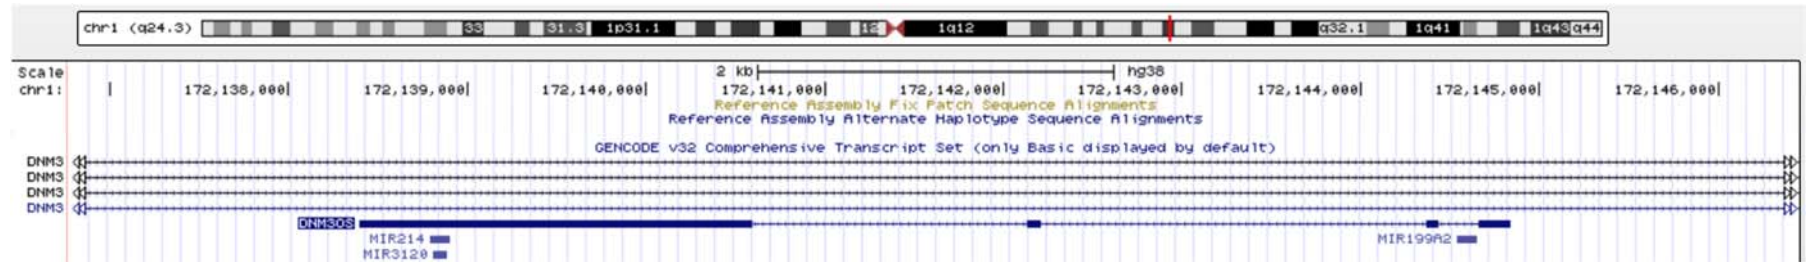 chr1 (q24.3) 33 31.3 1p31.1 12 1q12 q32.1 1q41 1q43 q44
Scale 2 kb hg38
chr1: 172,138,000 172,139,000 172,140,000 172,141,000 172,142,000 172,143,000 172,144,000 172,145,000 172,146,000
Reference Assembly Fix Patch Sequence Alignments
Reference Assembly Alternate Haplotype Sequence Alignments
GENCODE v32 Comprehensive Transcript Set (only Basic displayed by default)
DNM3
DNM3
DNM3
DNM3
DNM3OS
MIR214 MIR199A2
MIR3120